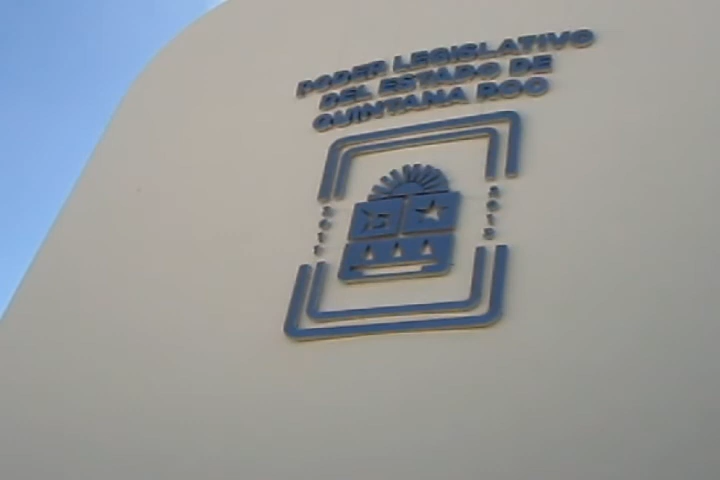 PODER LEGISLATIVO
DEL ESTADO DE
QUINTANA ROO